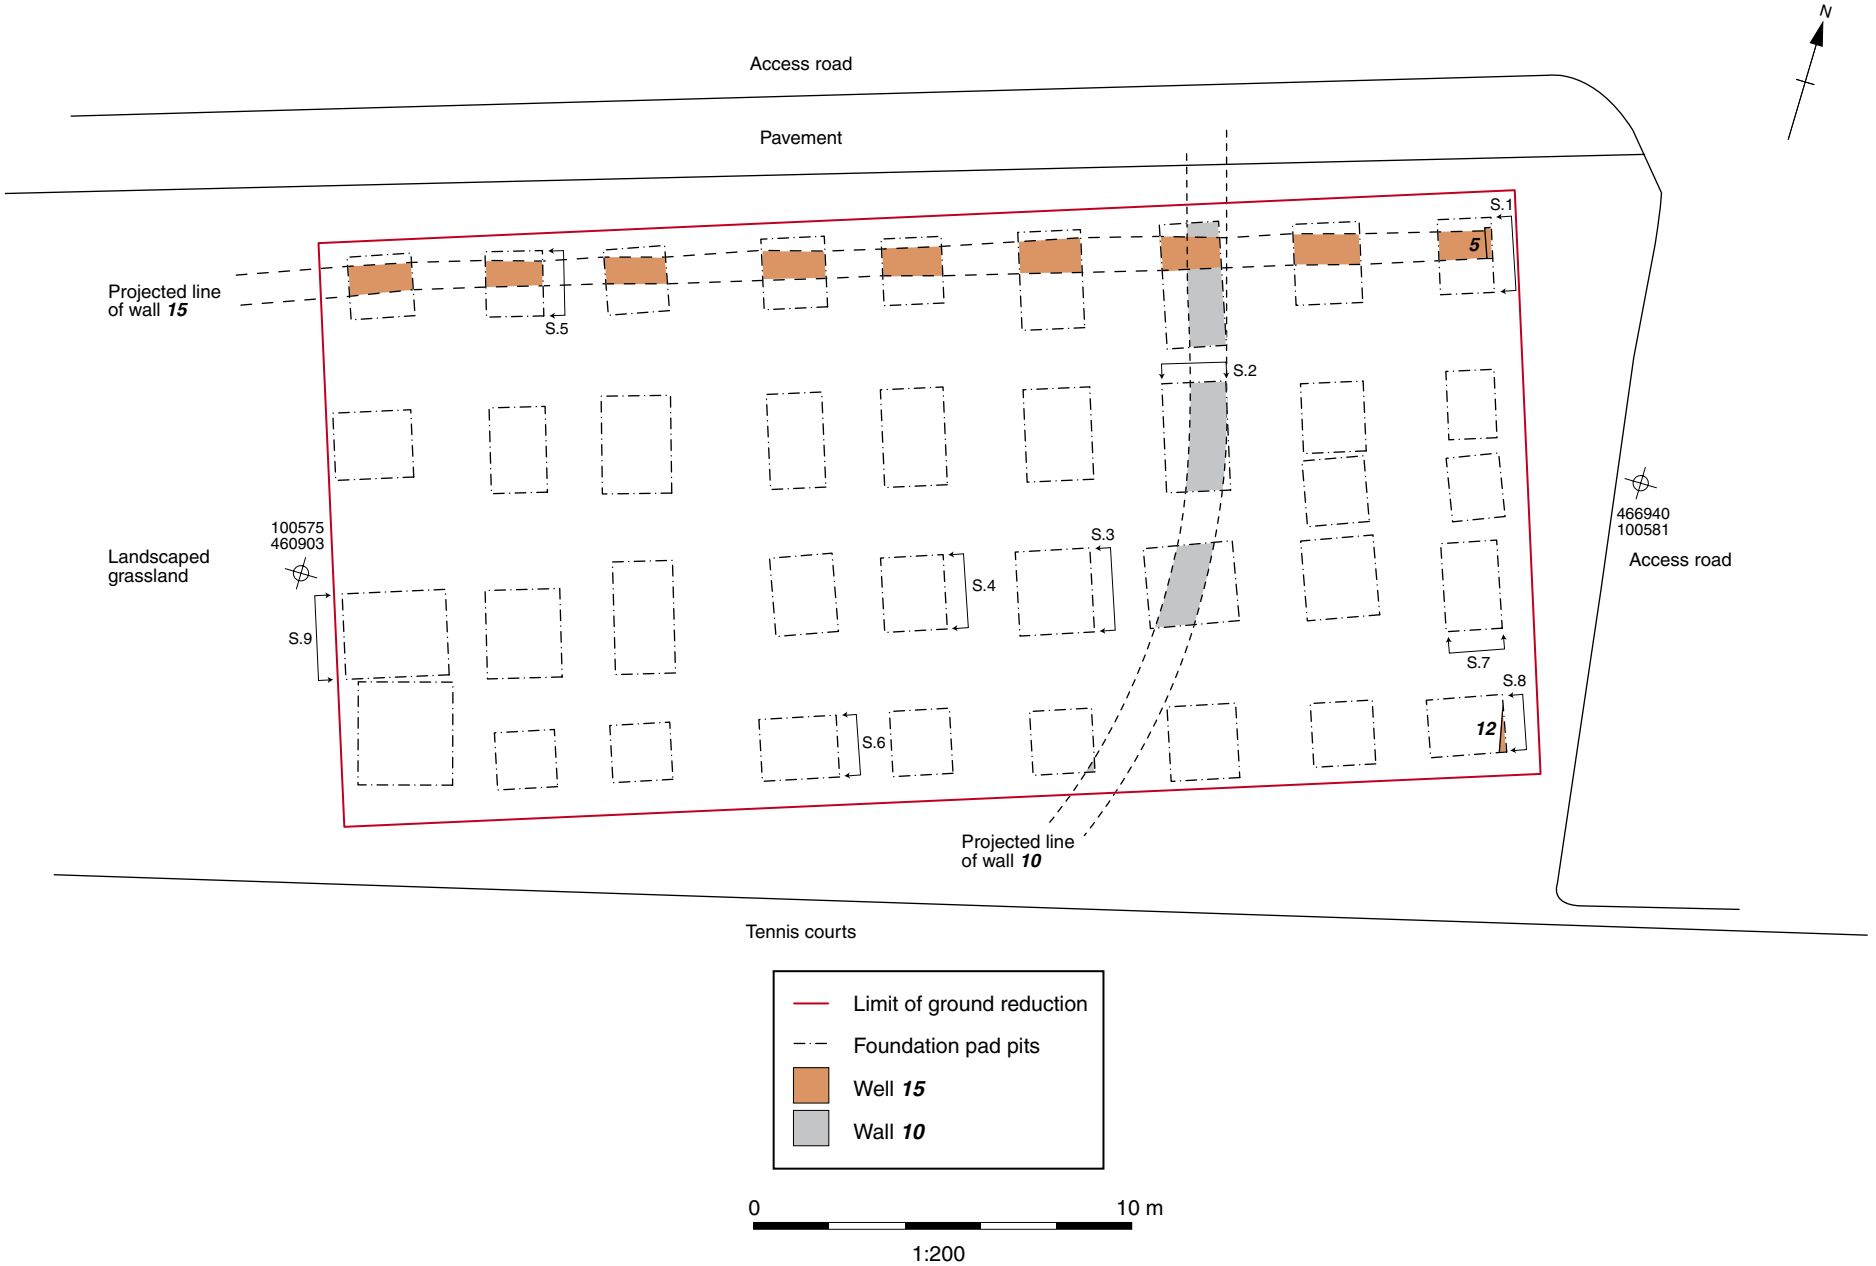 N
Access road
Pavement
S.1
5
Projected line
of wall 15
S.5
S.2
100575
460903
466940
100581
Landscaped
grassland
Access road
S.3
S.4
S.9
S.7
S.8
12
S.6
Projected line
of wall 10
Tennis courts
Limit of ground reduction
Foundation pad pits
Well 15
Wall 10
0
10 m
1:200